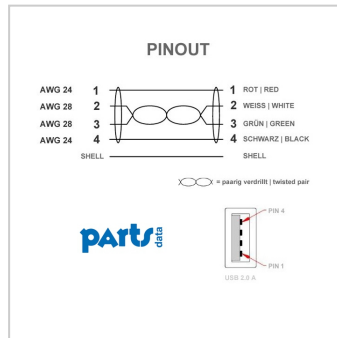 PINOUT
AWG 24 1 1 ROT | RED
AWG 28 2 2 WEISS | WHITE
AWG 28 3 3 GRÜN | GREEN
AWG 24 4 4 SCHWARZ | BLACK
SHELL SHELL
= paarig verdrillt | twisted pair
PIN 4
parts data
PIN 1
USB 2.0 A